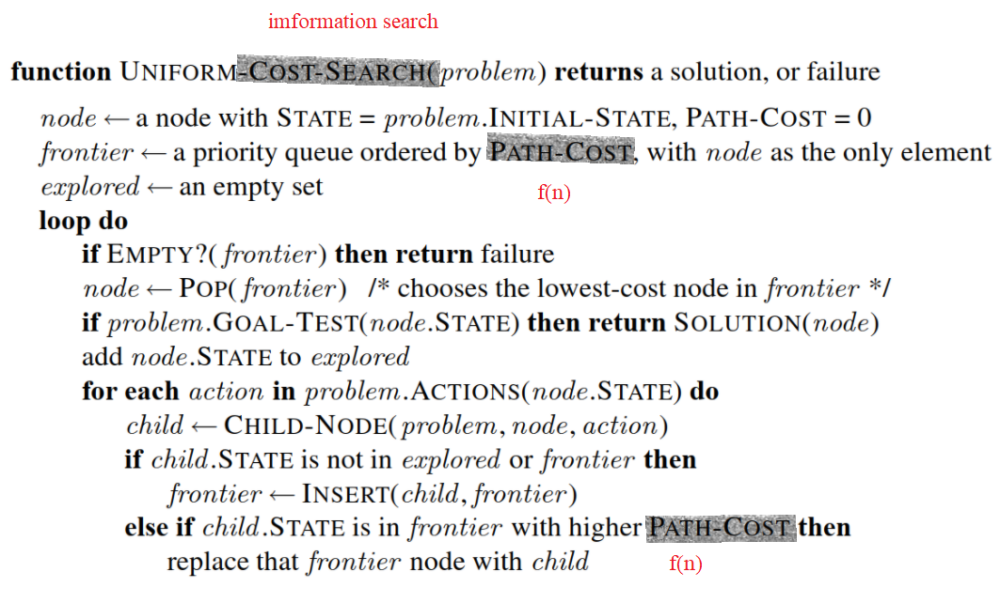 imformation search
function UNIFORM-COST-SEARCH(problem) returns a solution, or failure
node ← a node with STATE = problem.INITIAL-STATE, PATH-COST = 0
frontier ← a priority queue ordered by PATH-COST, with node as the only element
explored ← an empty set
f(n)
loop do
if EMPTY?(frontier) then return failure
node ← POP(frontier) /* chooses the lowest-cost node in frontier */
if problem.GOAL-TEST(node.STATE) then return SOLUTION(node)
add node.STATE to explored
for each action in problem.ACTIONS(node.STATE) do
child ← CHILD-NODE(problem, node, action)
if child.STATE is not in explored or frontier then
frontier ← INSERT(child, frontier)
else if child.STATE is in frontier with higher PATH-COST then
replace that frontier node with child
f(n)